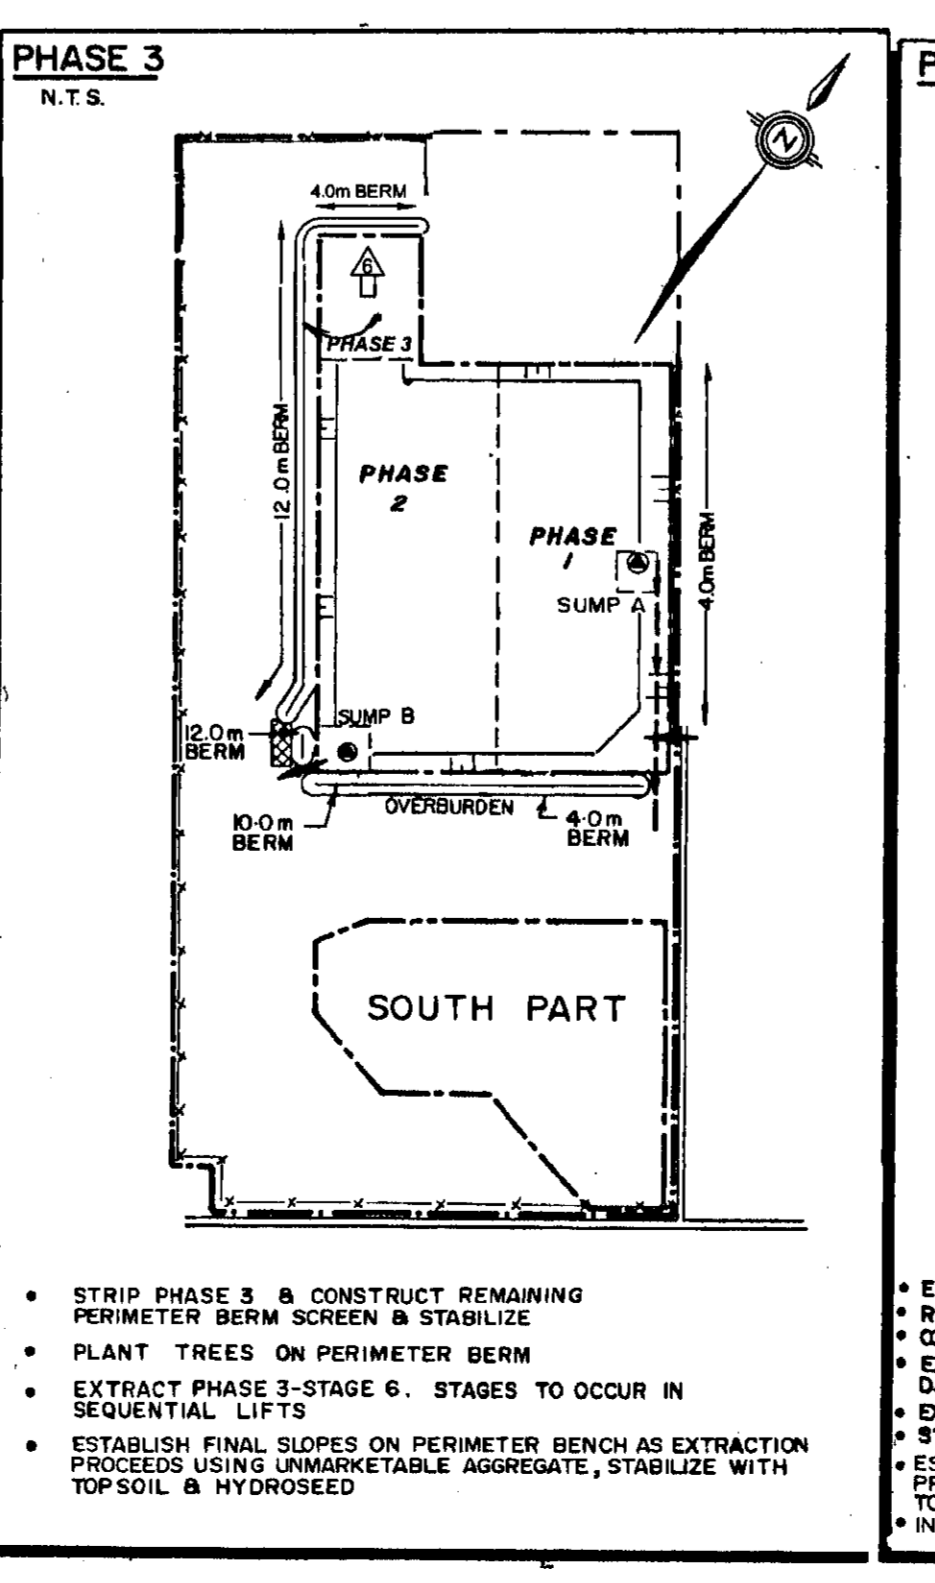 PHASE 3
N.T.S.
P
N
4.0m BERM
6
PHASE 3
12.0m BERM
PHASE
2
PHASE
1
SUMP A
4.0m BERM
SUMP B
12.0m
BERM
OVERBURDEN
10.0m
BERM
4.0m
BERM
SOUTH PART
• STRIP PHASE 3 & CONSTRUCT REMAINING
PERIMETER BERM SCREEN & STABILIZE
• PLANT TREES ON PERIMETER BERM
• EXTRACT PHASE 3-STAGE 6. STAGES TO OCCUR IN
SEQUENTIAL LIFTS
• ESTABLISH FINAL SLOPES ON PERIMETER BENCH AS EXTRACTION
PROCEEDS USING UNMARKETABLE AGGREGATE, STABILIZE WITH
TOPSOIL & HYDROSEED